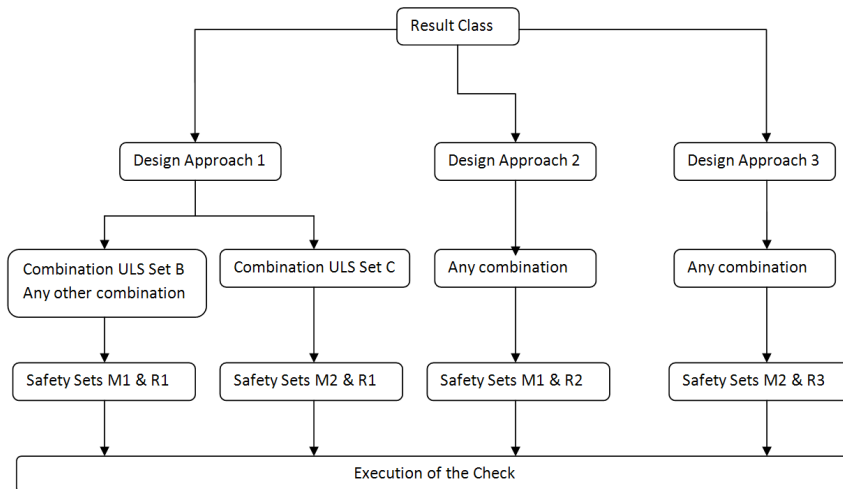 Result Class
Design Approach 1
Design Approach 2
Design Approach 3
Combination ULS Set B
Any other combination
Combination ULS Set C
Any combination
Any combination
Safety Sets M1 & R1
Safety Sets M2 & R1
Safety Sets M1 & R2
Safety Sets M2 & R3
Execution of the Check